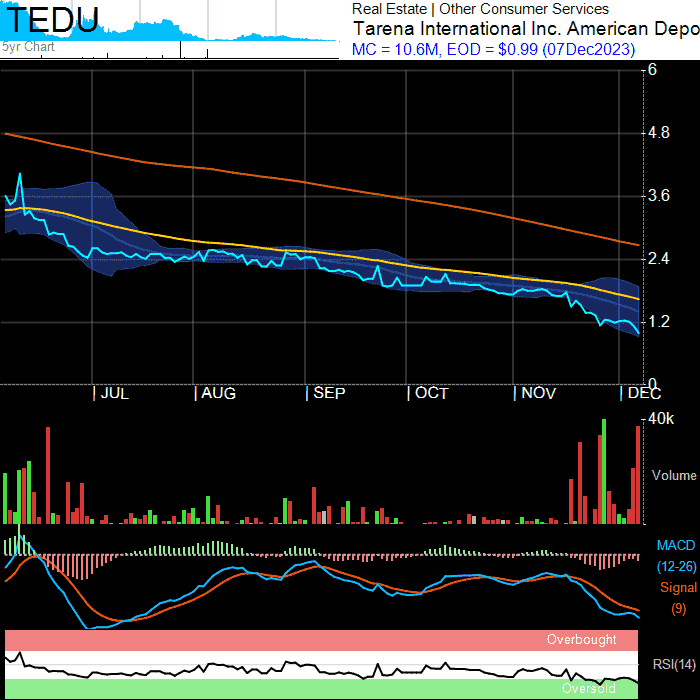 TEDU
5yr Chart
Real Estate | Other Consumer Services
Tarena International Inc. American Depo
MC = 10.6M, EOD = $0.99 (07Dec2023)
6
4.8
3.6
2.4
1.2
0
JUL
AUG
SEP
OCT
NOV
DEC
40k
Volume
MACD
(12-26)
Signal
(9)
Overbought
RSI(14)
Oversold